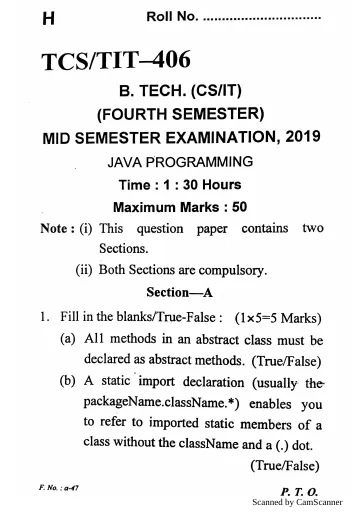 H Roll No. ...............................
TCS/TIT–406
B. TECH. (CS/IT)
(FOURTH SEMESTER)
MID SEMESTER EXAMINATION, 2019
JAVA PROGRAMMING
Time : 1 : 30 Hours
Maximum Marks : 50
Note : (i) This question paper contains two
Sections.
(ii) Both Sections are compulsory.
Section—A
1. Fill in the blanks/True-False : (1×5=5 Marks)
(a) All methods in an abstract class must be
declared as abstract methods. (True/False)
(b) A static import declaration (usually the
packageName.className.*) enables you
to refer to imported static members of a
class without the className and a (.) dot.
(True/False)
F. No. : a-47 P. T. O.
Scanned by CamScanner